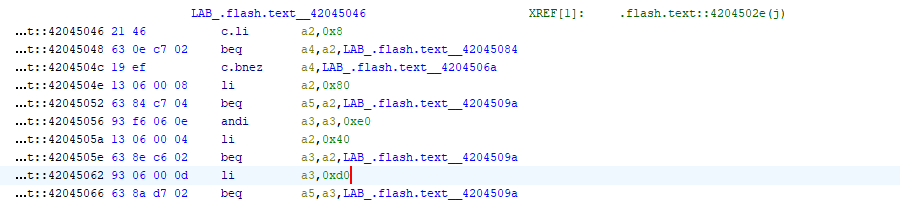 LAB_.flash.text__42045046 XREF[1]: .flash.text::4204502e(j)
...t::42045046 21 46 c.li a2,0x8
...t::42045048 63 0e c7 02 beq a4,a2,LAB_.flash.text__42045084
...t::4204504c 19 ef c.bnez a4,LAB_.flash.text__4204506a
...t::4204504e 13 06 00 08 li a2,0x80
...t::42045052 63 84 c7 04 beq a5,a2,LAB_.flash.text__4204509a
...t::42045056 93 f6 06 0e andi a3,a3,0xe0
...t::4204505a 13 06 00 04 li a2,0x40
...t::4204505e 63 8e c6 02 beq a3,a2,LAB_.flash.text__4204509a
...t::42045062 93 06 00 0d li a3,0xd0
...t::42045066 63 8a d7 02 beq a5,a3,LAB_.flash.text__4204509a